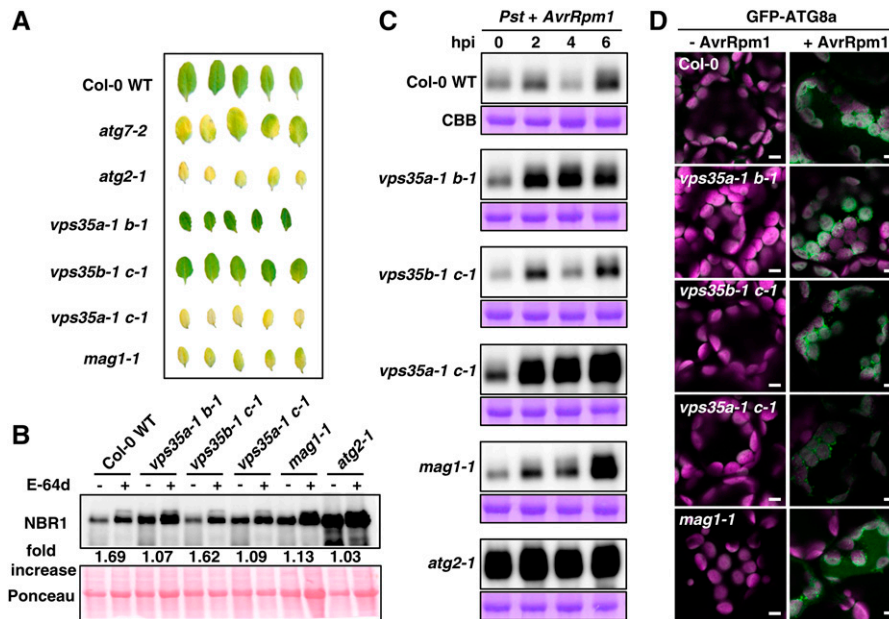 A
Col-0 WT
atg7-2
atg2-1
vps35a-1 b-1
vps35b-1 c-1
vps35a-1 c-1
mag1-1
B
Col-0 WT
vps35a-1 b-1
vps35b-1 c-1
vps35a-1 c-1
mag1-1
atg2-1
E-64d - + - + - + - + - + - +
NBR1
fold increase
1.69 1.07 1.62 1.09 1.13 1.03
Ponceau
C
Pst + AvrRpm1
hpi 0 2 4 6
Col-0 WT
CBB
vps35a-1 b-1
vps35b-1 c-1
vps35a-1 c-1
mag1-1
atg2-1
D
GFP-ATG8a
- AvrRpm1 + AvrRpm1
Col-0
vps35a-1 b-1
vps35b-1 c-1
vps35a-1 c-1
mag1-1